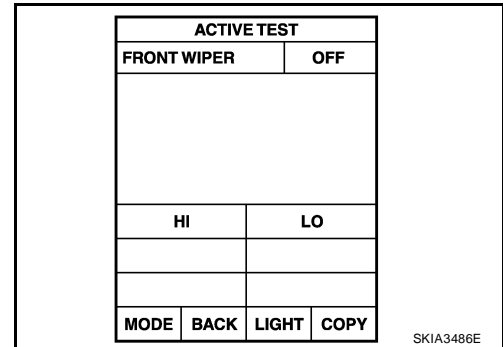 ACTIVE TEST
FRONT WIPER OFF
HI LO
MODE BACK LIGHT COPY
SKIA3486E